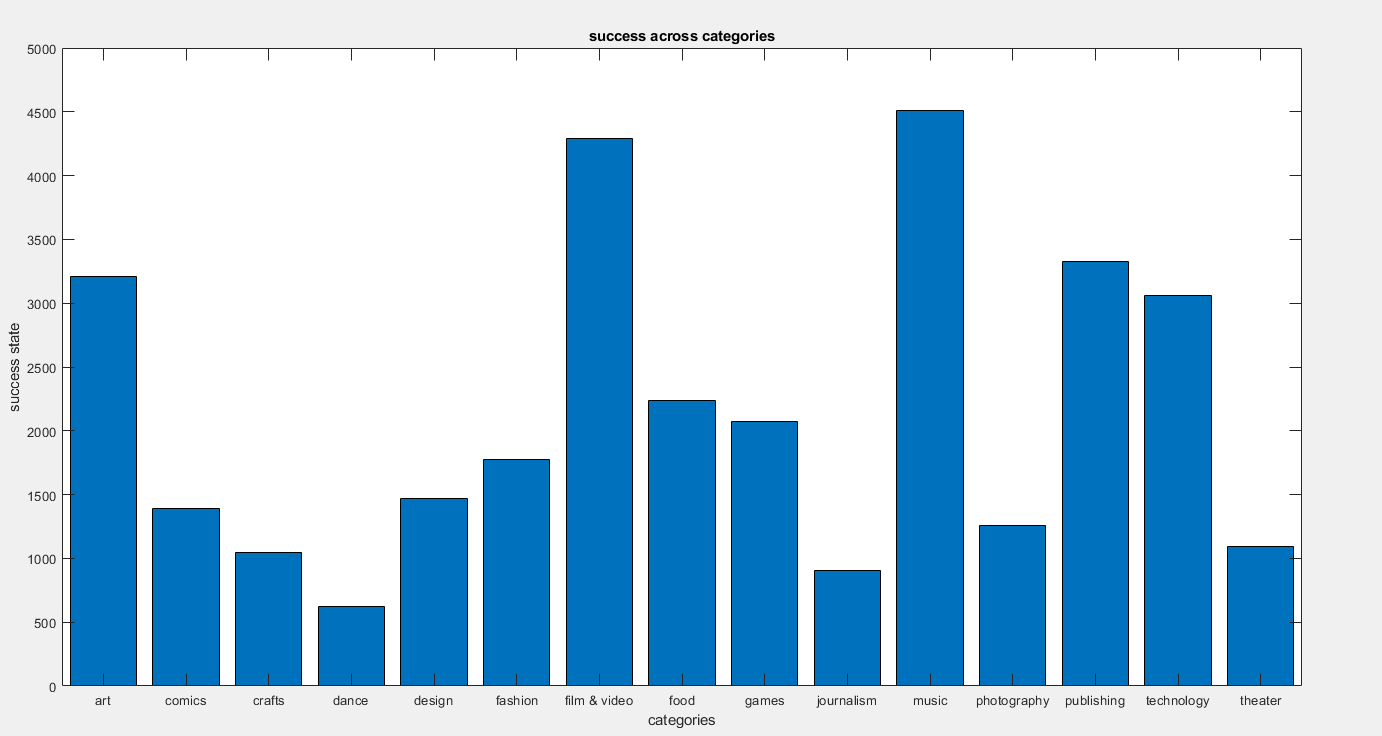 success across categories
5000
4500
4000
3500
3000
2500
2000
1500
1000
500
0
success state
art comics crafts dance design fashion film & video food games journalism music photography publishing technology theater
categories